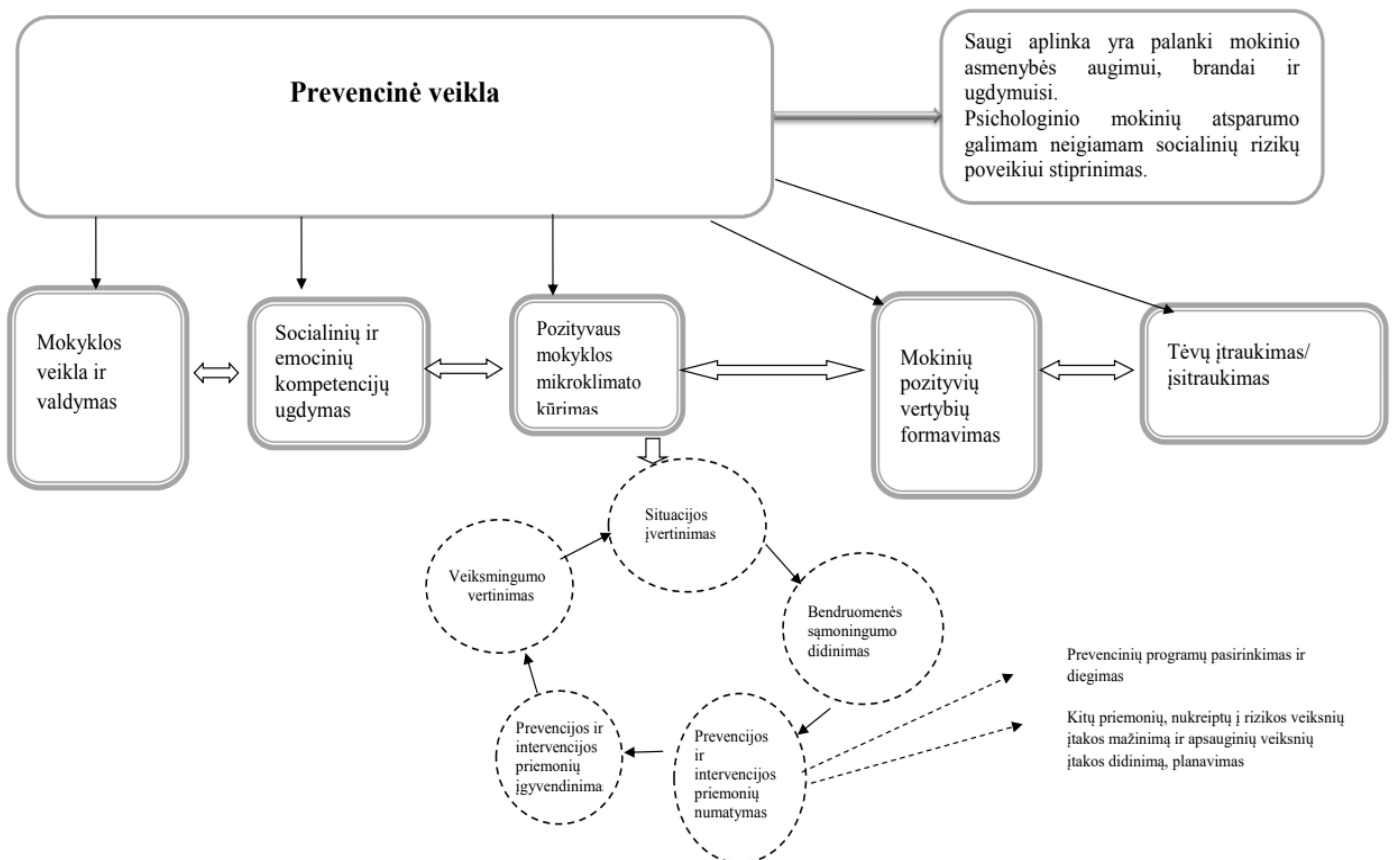 Prevencinė veikla
Saugi aplinka yra palanki mokinio
asmenybės augimui, brandai ir
ugdymuisi.
Psichologinio mokinių atsparumo
galimam neigiamam socialinių rizikų
poveikiui stiprinimas.
Mokyklos
veikla ir
valdymas
Socialinių ir
emocinių
kompetencijų
ugdymas
Pozityvaus
mokyklos
mikroklimato
kūrimas
Mokinių
pozityvių
vertybių
formavimas
Tėvų įtraukimas/
įsitraukimas
Situacijos
įvertinimas
Veiksmingumo
vertinimas
Bendruomenės
sąmoningumo
didinimas
Prevencinių programų pasirinkimas ir
diegimas
Kitų priemonių, nukreiptų į rizikos veiksnių
įtakos mažinimą ir apsauginių veiksnių
įtakos didinimą, planavimas
Prevencijos ir
intervencijos
priemonių
įgyvendinima
Prevencijos
ir
intervencijos
priemonių
numatymas